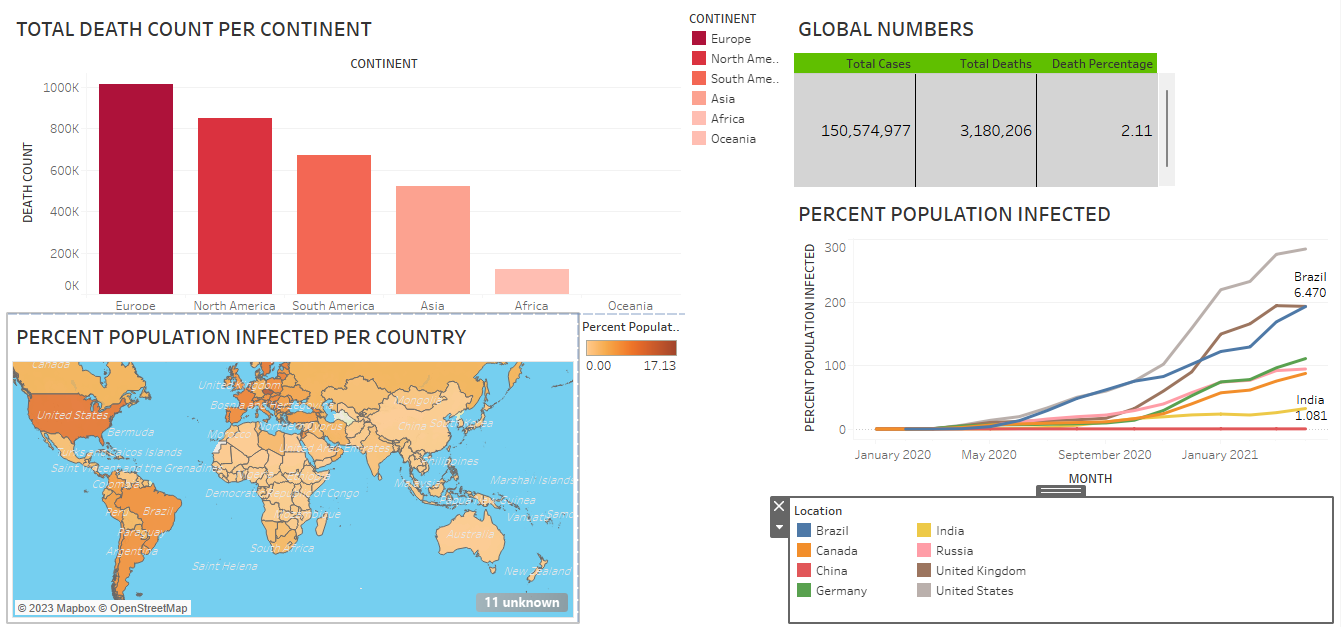 TOTAL DEATH COUNT PER CONTINENT
CONTINENT
DEATH COUNT
1000K
800K
600K
400K
200K
0K
Europe
North America
South America
Asia
Africa
Oceania
CONTINENT
Europe
North Ame..
South Ame..
Asia
Africa
Oceania
GLOBAL NUMBERS
Total Cases Total Deaths Death Percentage
150,574,977 3,180,206 2.11
PERCENT POPULATION INFECTED
PERCENT POPULATION INFECTED
300
200
100
0
Brazil
6.470
India
1.081
January 2020
May 2020
September 2020
January 2021
MONTH
PERCENT POPULATION INFECTED PER COUNTRY
Percent Populat..
0.00 17.13
Canada
United Kingdom
United States
Bermuda
Turks and Caicos Islands
Saint Vincent and the Grenadines
Brazil
Paraguay
Argentina
Democratic Republic of Congo
South Africa
Saint Helena
China
Philippines
Marshall Islands
Vanuatu
Australia
New Zealand
© 2023 Mapbox © OpenStreetMap
11 unknown
Location
Brazil
Canada
China
Germany
India
Russia
United Kingdom
United States